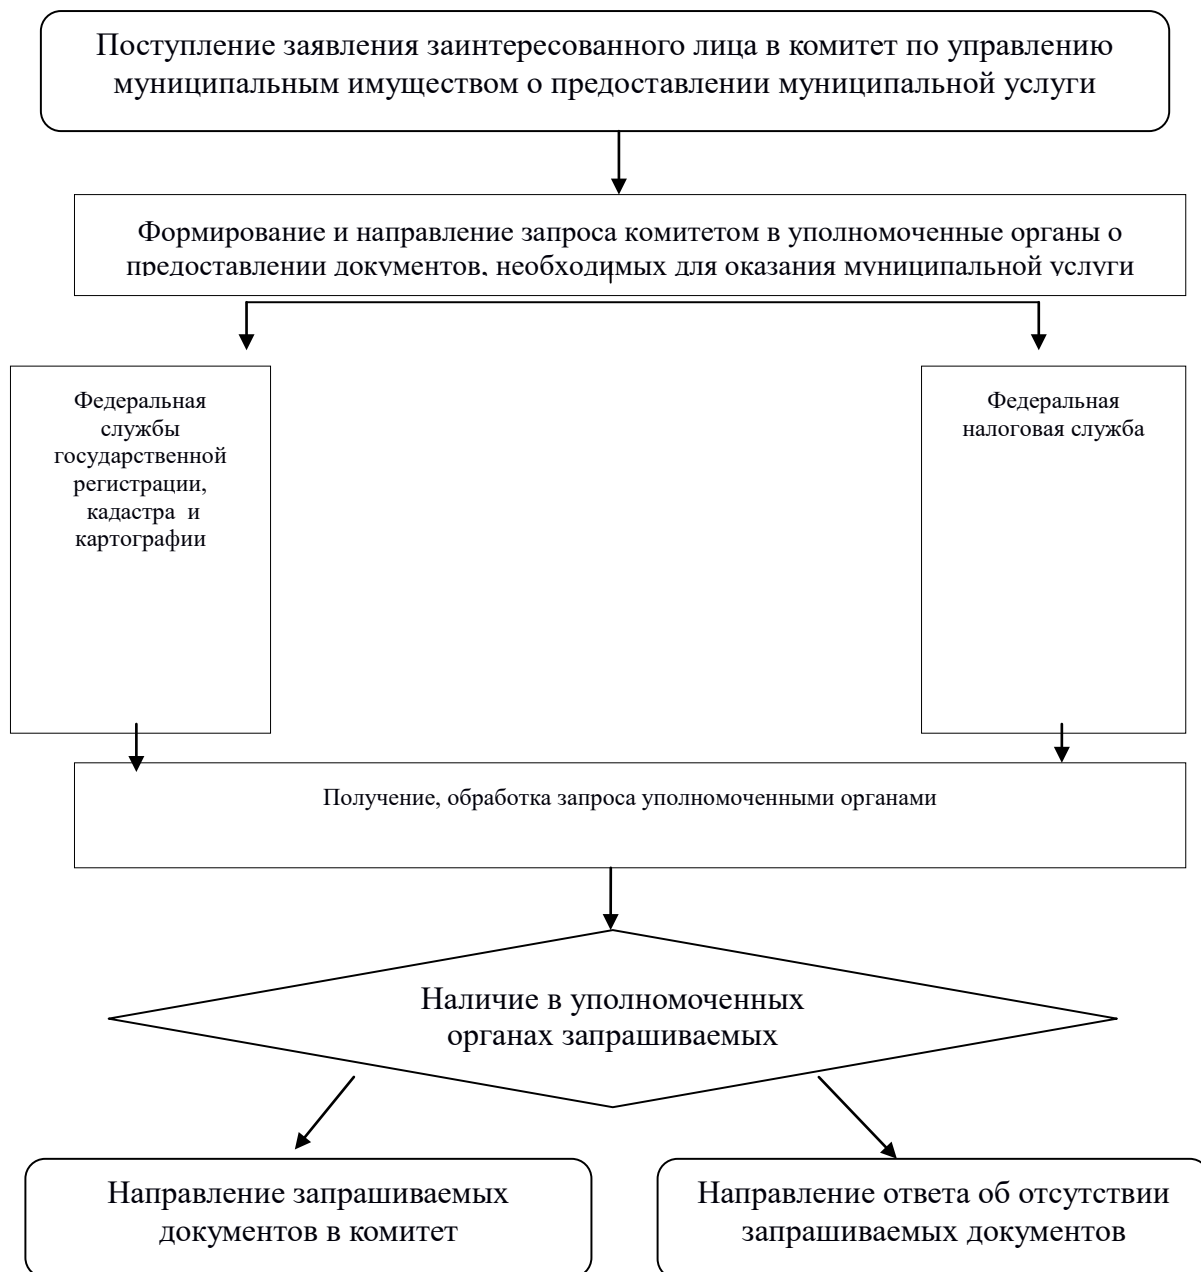 Поступление заявления заинтересованного лица в комитет по управлению
муниципальным имуществом о предоставлении муниципальной услуги
Формирование и направление запроса комитетом в уполномоченные органы о
предоставлении документов, необходимых для оказания муниципальной услуги
Федеральная
службы
государственной
регистрации,
кадастра и
картографии
Федеральная
налоговая служба
Получение, обработка запроса уполномоченными органами
Наличие в уполномоченных
органах запрашиваемых
Направление запрашиваемых
документов в комитет
Направление ответа об отсутствии
запрашиваемых документов